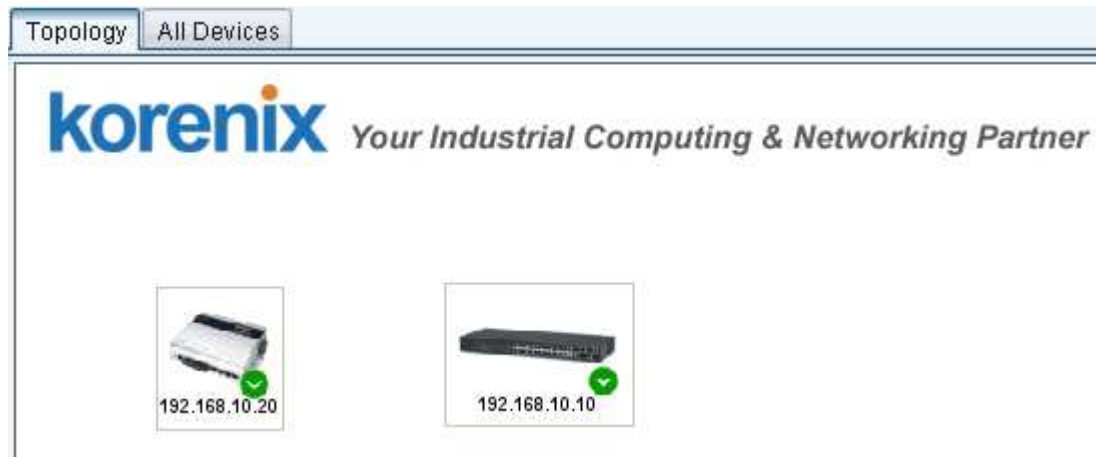 Topology All Devices
korenix Your Industrial Computing & Networking Partner
192.168.10.20 192.168.10.10